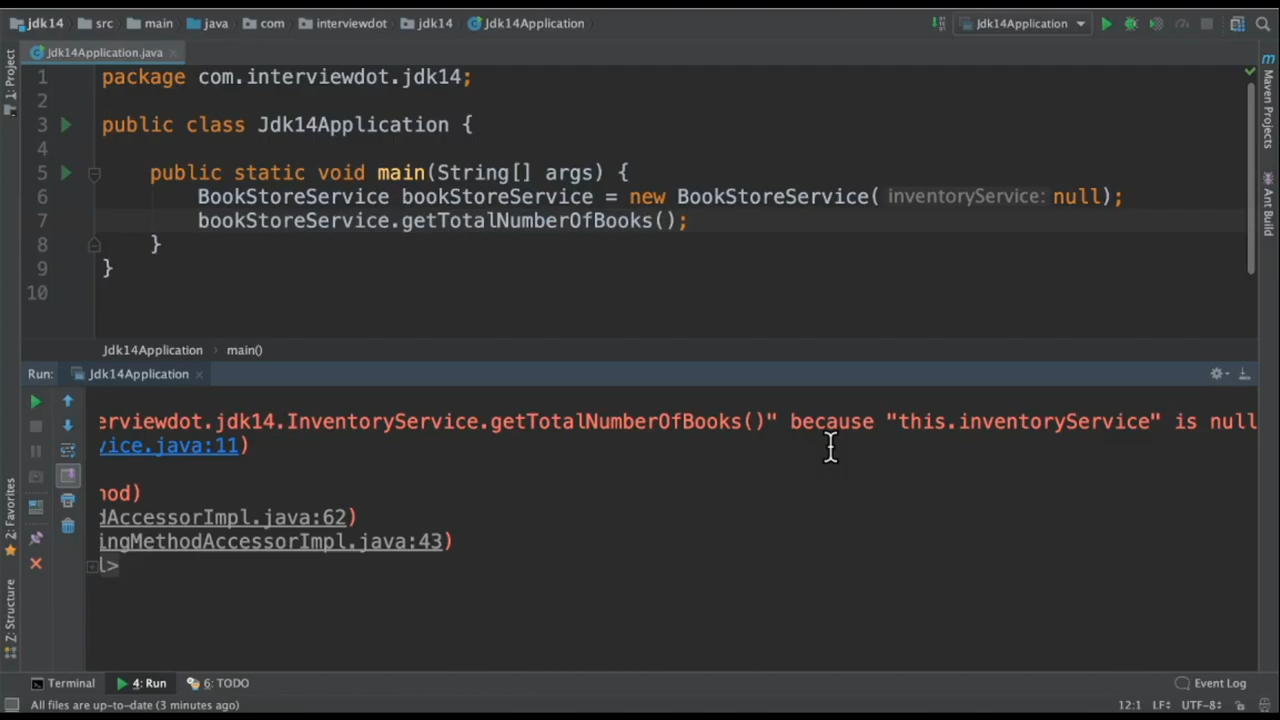 jdk14 src main java com interviewdot jdk14 Jdk14Application Jdk14Application
Jdk14Application.java
1 package com.interviewdot.jdk14;
2
3 public class Jdk14Application {
4
5 public static void main(String[] args) {
6 BookStoreService bookStoreService = new BookStoreService( inventoryService: null);
7 bookStoreService.getTotalNumberOfBooks();
8 }
9 }
10
Jdk14Application main()
Run: Jdk14Application
erviewdot.jdk14.InventoryService.getTotalNumberOfBooks()" because "this.inventoryService" is null
vice.java:11)
hod)
dAccessorImpl.java:62)
ingMethodAccessorImpl.java:43)
l>
Terminal 4: Run 6: TODO Event Log
All files are up-to-date (3 minutes ago) 12:1 LF UTF-8
1: Project
2: Favorites
Z: Structure
m Maven Projects
Ant Build